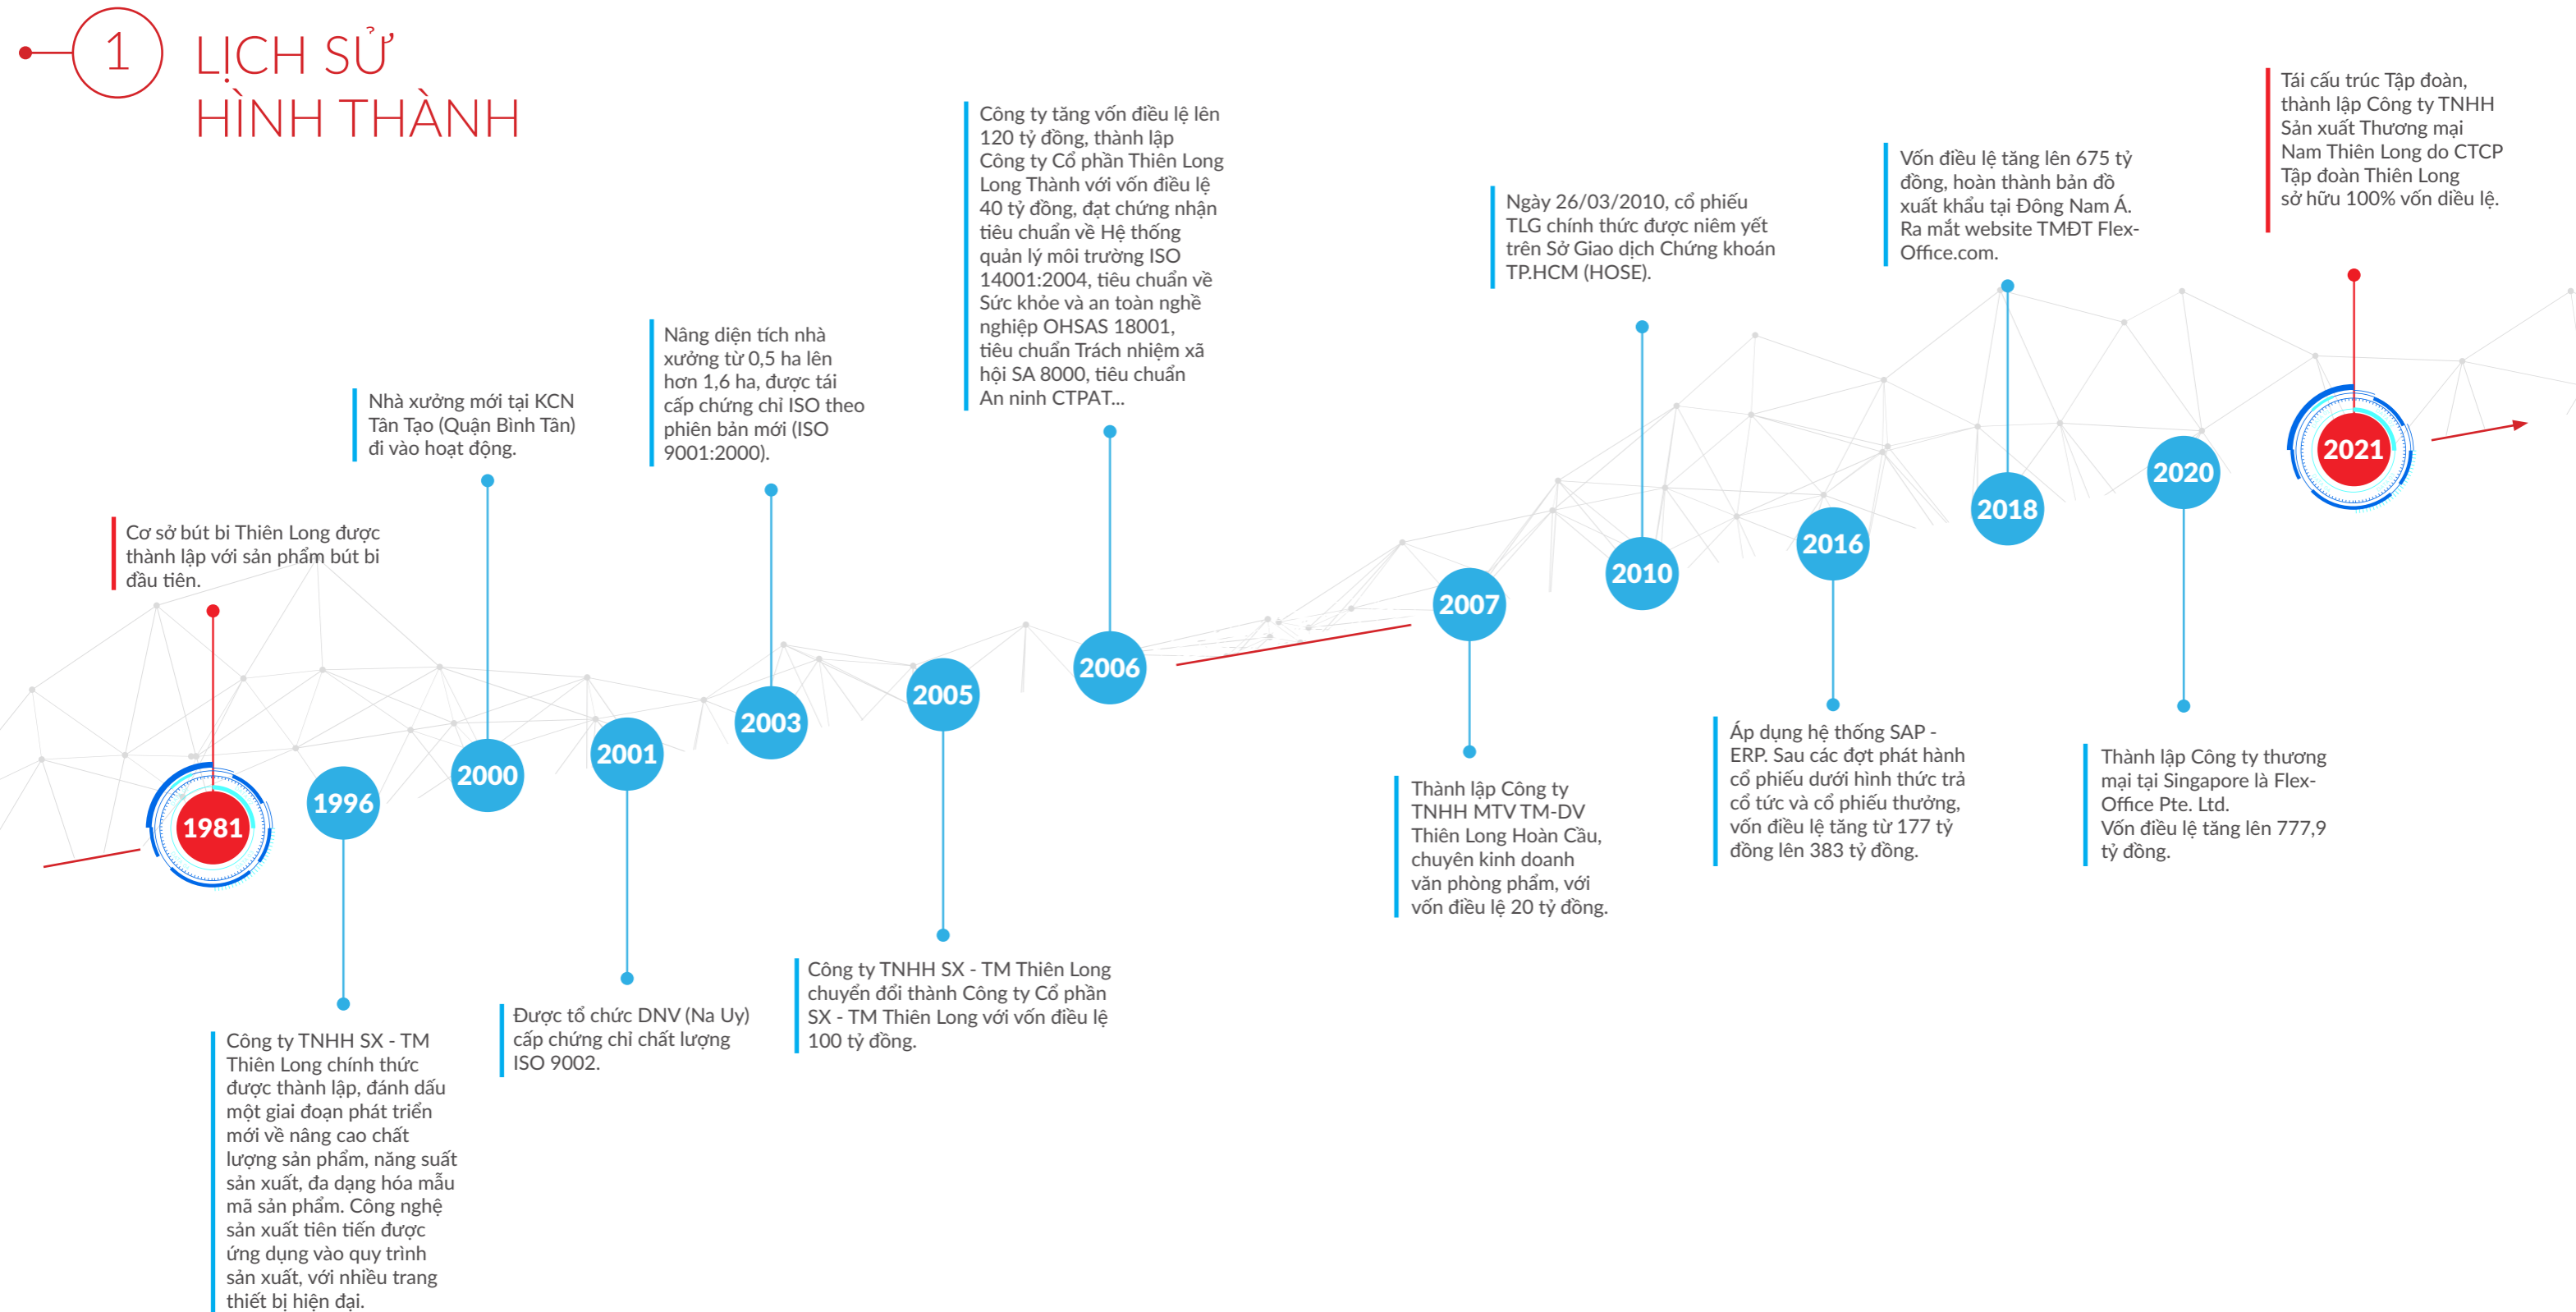 1
LỊCH SỬ
HÌNH THÀNH
Cơ sở bút bi Thiên Long được
thành lập với sản phẩm bút bi
đầu tiên.
1981
1996
Công ty TNHH SX - TM
Thiên Long chính thức
được thành lập, đánh dấu
một giai đoạn phát triển
mới về nâng cao chất
lượng sản phẩm, năng suất
sản xuất, đa dạng hóa mẫu
mã sản phẩm. Công nghệ
sản xuất tiên tiến được
ứng dụng vào quy trình
sản xuất, với nhiều trang
thiết bị hiện đại.
Nhà xưởng mới tại KCN
Tân Tạo (Quận Bình Tân)
đi vào hoạt động.
2000
2001
Được tổ chức DNV (Na Uy)
cấp chứng chỉ chất lượng
ISO 9002.
Nâng diện tích nhà
xưởng từ 0,5 ha lên
hơn 1,6 ha, được tái
cấp chứng chỉ ISO theo
phiên bản mới (ISO
9001:2000).
2003
2005
Công ty TNHH SX - TM Thiên Long
chuyển đổi thành Công ty Cổ phần
SX - TM Thiên Long với vốn điều lệ
100 tỷ đồng.
Công ty tăng vốn điều lệ lên
120 tỷ đồng, thành lập
Công ty Cổ phần Thiên Long
Long Thành với vốn điều lệ
40 tỷ đồng, đạt chứng nhận
tiêu chuẩn về Hệ thống
quản lý môi trường ISO
14001:2004, tiêu chuẩn về
Sức khỏe và an toàn nghề
nghiệp OHSAS 18001,
tiêu chuẩn Trách nhiệm xã
hội SA 8000, tiêu chuẩn
An ninh CTPAT...
2006
2007
Thành lập Công ty
TNHH MTV TM-DV
Thiên Long Hoàn Cầu,
chuyên kinh doanh
văn phòng phẩm, với
vốn điều lệ 20 tỷ đồng.
Ngày 26/03/2010, cổ phiếu
TLG chính thức được niêm yết
trên Sở Giao dịch Chứng khoán
TP.HCM (HOSE).
2010
2016
Áp dụng hệ thống SAP -
ERP. Sau các đợt phát hành
cổ phiếu dưới hình thức trả
cổ tức và cổ phiếu thưởng,
vốn điều lệ tăng từ 177 tỷ
đồng lên 383 tỷ đồng.
Vốn điều lệ tăng lên 675 tỷ
đồng, hoàn thành bản đồ
xuất khẩu tại Đông Nam Á.
Ra mắt website TMĐT Flex-
Office.com.
2018
2020
Thành lập Công ty thương
mại tại Singapore là Flex-
Office Pte. Ltd.
Vốn điều lệ tăng lên 777,9
tỷ đồng.
Tái cấu trúc Tập đoàn,
thành lập Công ty TNHH
Sản xuất Thương mại
Nam Thiên Long do CTCP
Tập đoàn Thiên Long
sở hữu 100% vốn diều lệ.
2021